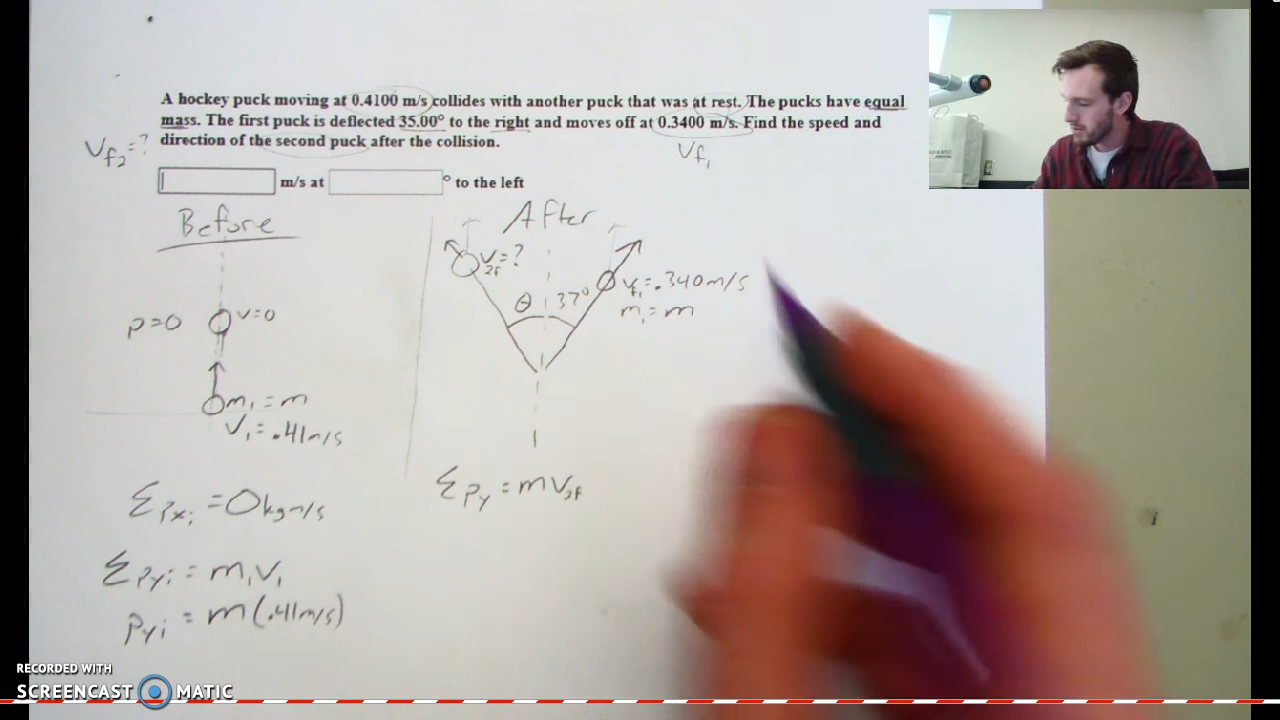 A hockey puck moving at 0.4100 m/s collides with another puck that was at rest. The pucks have equal
mass. The first puck is deflected 35.00° to the right and moves off at 0.3400 m/s. Find the speed and
direction of the second puck after the collision.
Vf₂=?
Vf₁
m/s at ° to the left
Before
After
V₂f=?
θ 37°
Vf₁=.340m/s
m₁=m
p=0
v=0
m₁=m
V₁=.41m/s
Σpxi=0kgm/s
Σpy=mv₂f
Σpyi=m₁v₁
pyi=m(.41m/s)
RECORDED WITH
SCREENCAST MATIC